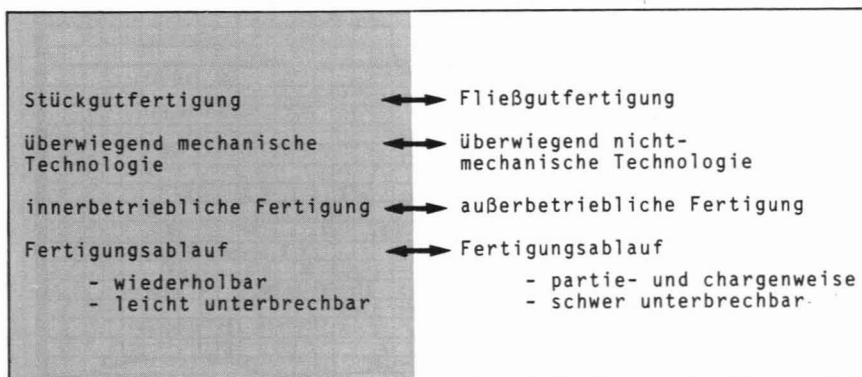 Stückgutfertigung ↔ Fließgutfertigung
überwiegend mechanische ↔ überwiegend nicht-
Technologie mechanische Technologie
innerbetriebliche Fertigung ↔ außerbetriebliche Fertigung
Fertigungsablauf ↔ Fertigungsablauf
- wiederholbar - partie- und chargenweise
- leicht unterbrechbar - schwer unterbrechbar